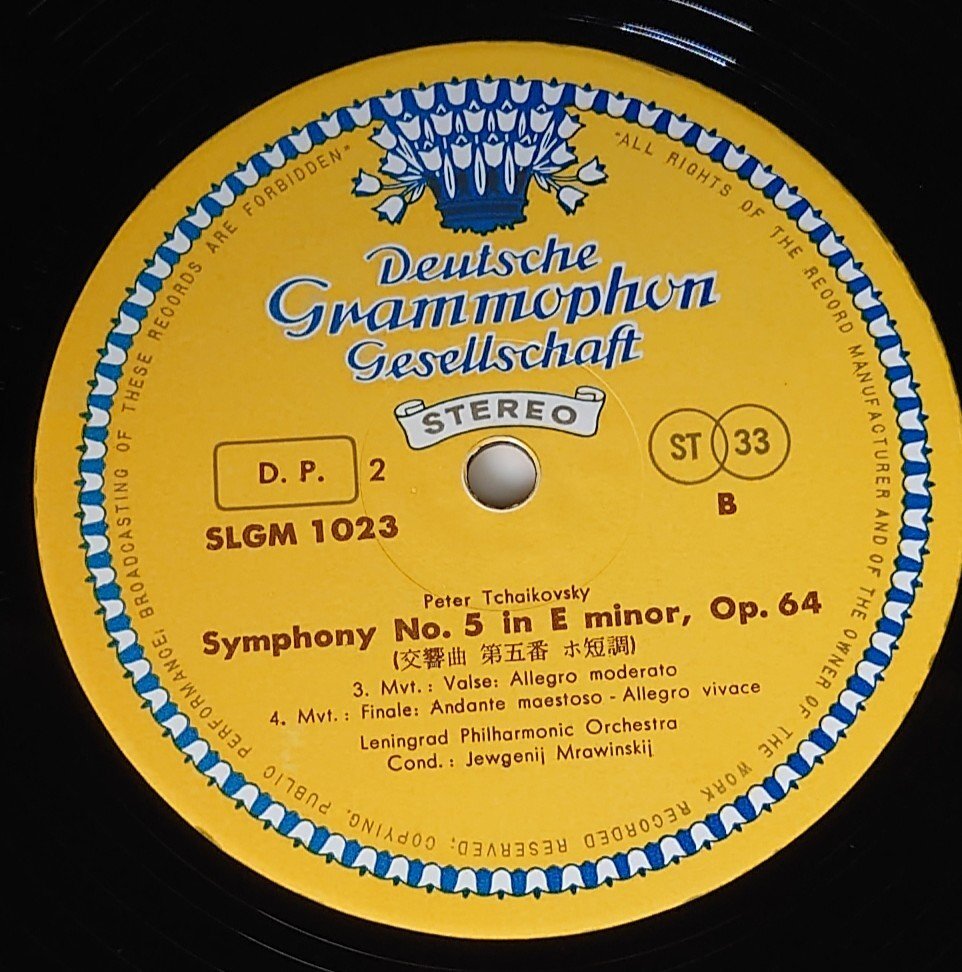 Deutsche
Grammophon
Gesellschaft
STEREO
D. P. 2
ST 33
SLGM 1023
B
Peter Tchaikovsky
Symphony No. 5 in E minor, Op. 64
(交響曲 第五番 ホ短調)
3. Mvt.: Valse: Allegro moderato
4. Mvt.: Finale: Andante maestoso - Allegro vivace
Leningrad Philharmonic Orchestra
Cond.: Jewgenij Mrawinskij
"ALL RIGHTS OF THE RECORD MANUFACTURER AND OF THE OWNER OF THE WORK RECORDED RESERVED; COPYING, PUBLIC PERFORMANCE; BROADCASTING OF THESE RECORDS ARE FORBIDDEN"